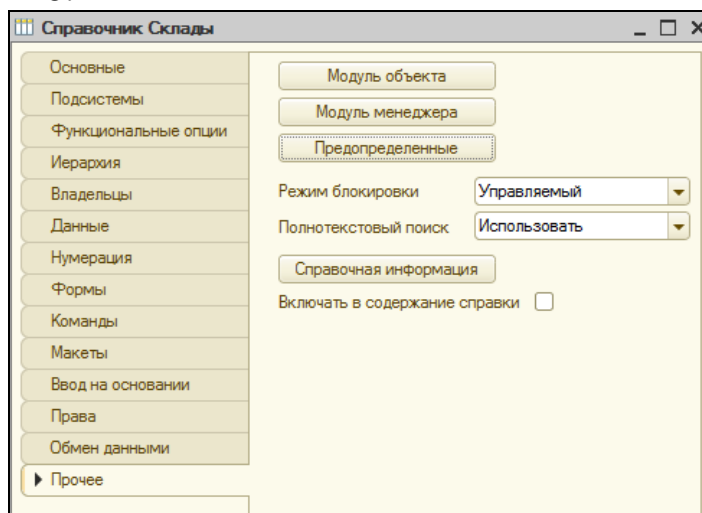 Справочник Склады
Основные
Подсистемы
Функциональные опции
Иерархия
Владельцы
Данные
Нумерация
Формы
Команды
Макеты
Ввод на основании
Права
Обмен данными
Прочее
Модуль объекта
Модуль менеджера
Предопределенные
Режим блокировки Управляемый
Полнотекстовый поиск Использовать
Справочная информация
Включать в содержание справки